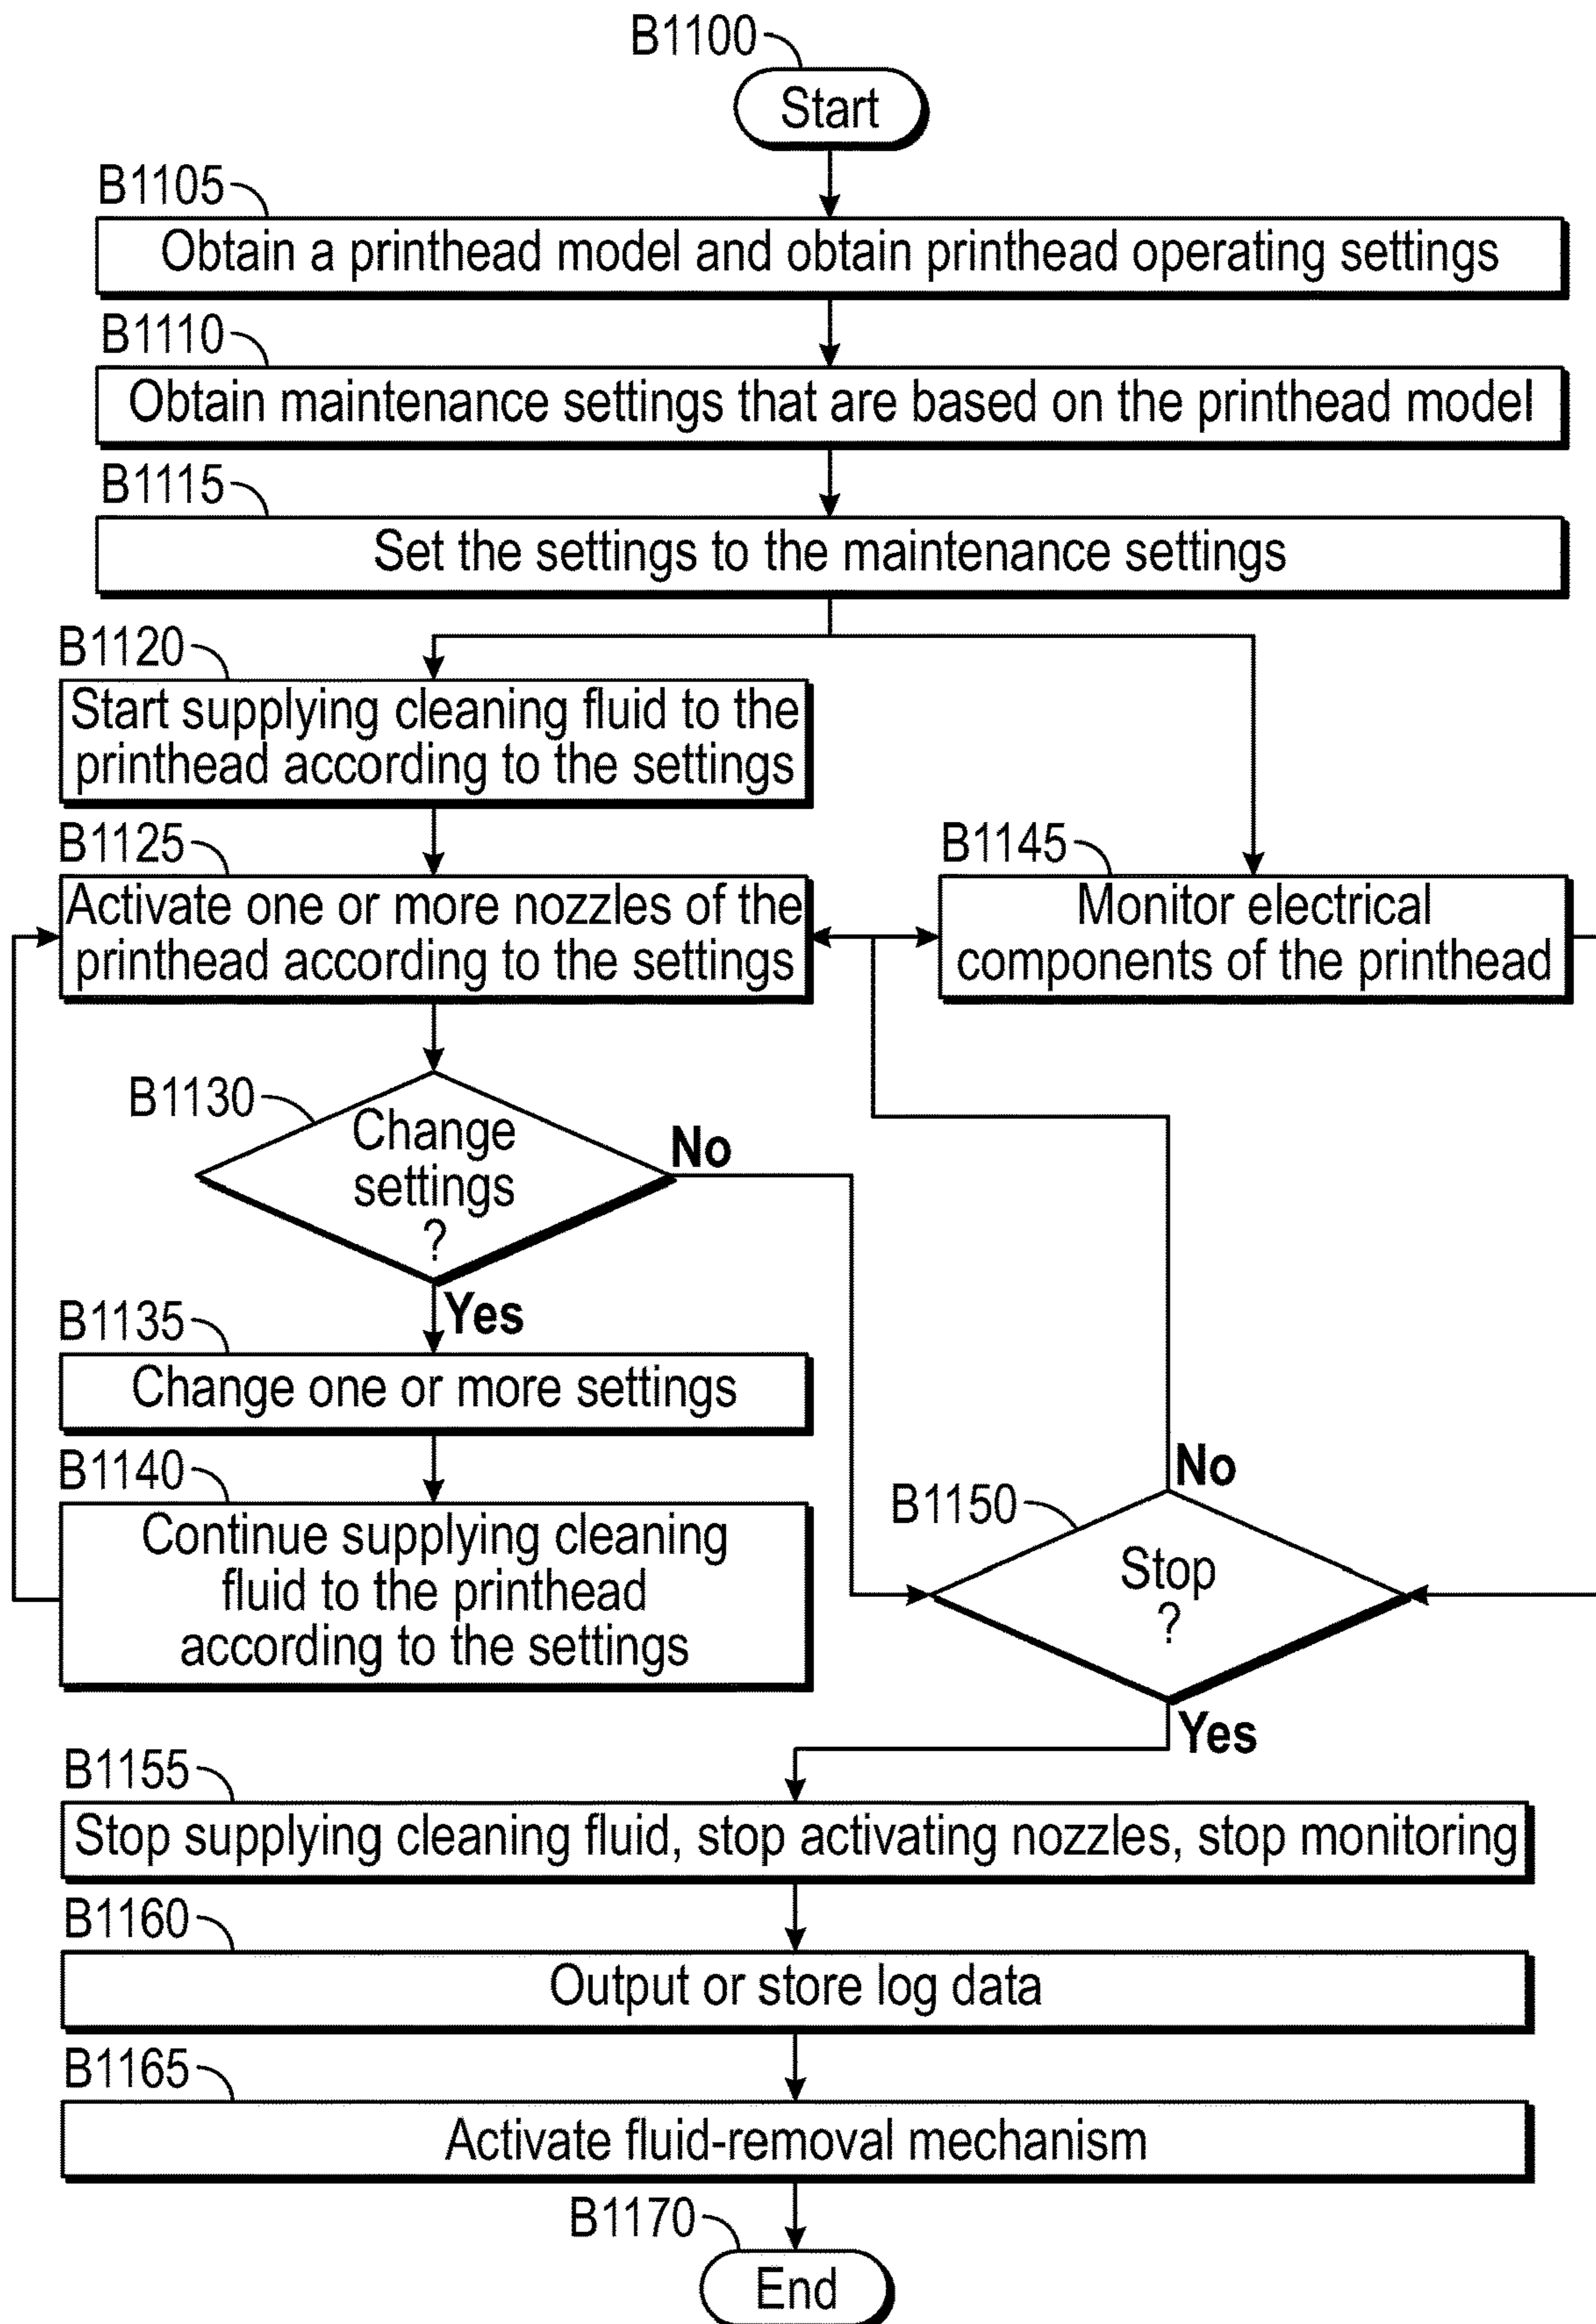 B1100
Start
B1105
Obtain a printhead model and obtain printhead operating settings
B1110
Obtain maintenance settings that are based on the printhead model
B1115
Set the settings to the maintenance settings
B1120
Start supplying cleaning fluid to the
printhead according to the settings
B1125
Activate one or more nozzles of the
printhead according to the settings
B1145
Monitor electrical
components of the printhead
B1130
Change
settings
?
No
Yes
B1135
Change one or more settings
B1140
Continue supplying cleaning
fluid to the printhead
according to the settings
No
B1150
Stop
?
Yes
B1155
Stop supplying cleaning fluid, stop activating nozzles, stop monitoring
B1160
Output or store log data
B1165
Activate fluid-removal mechanism
B1170
End